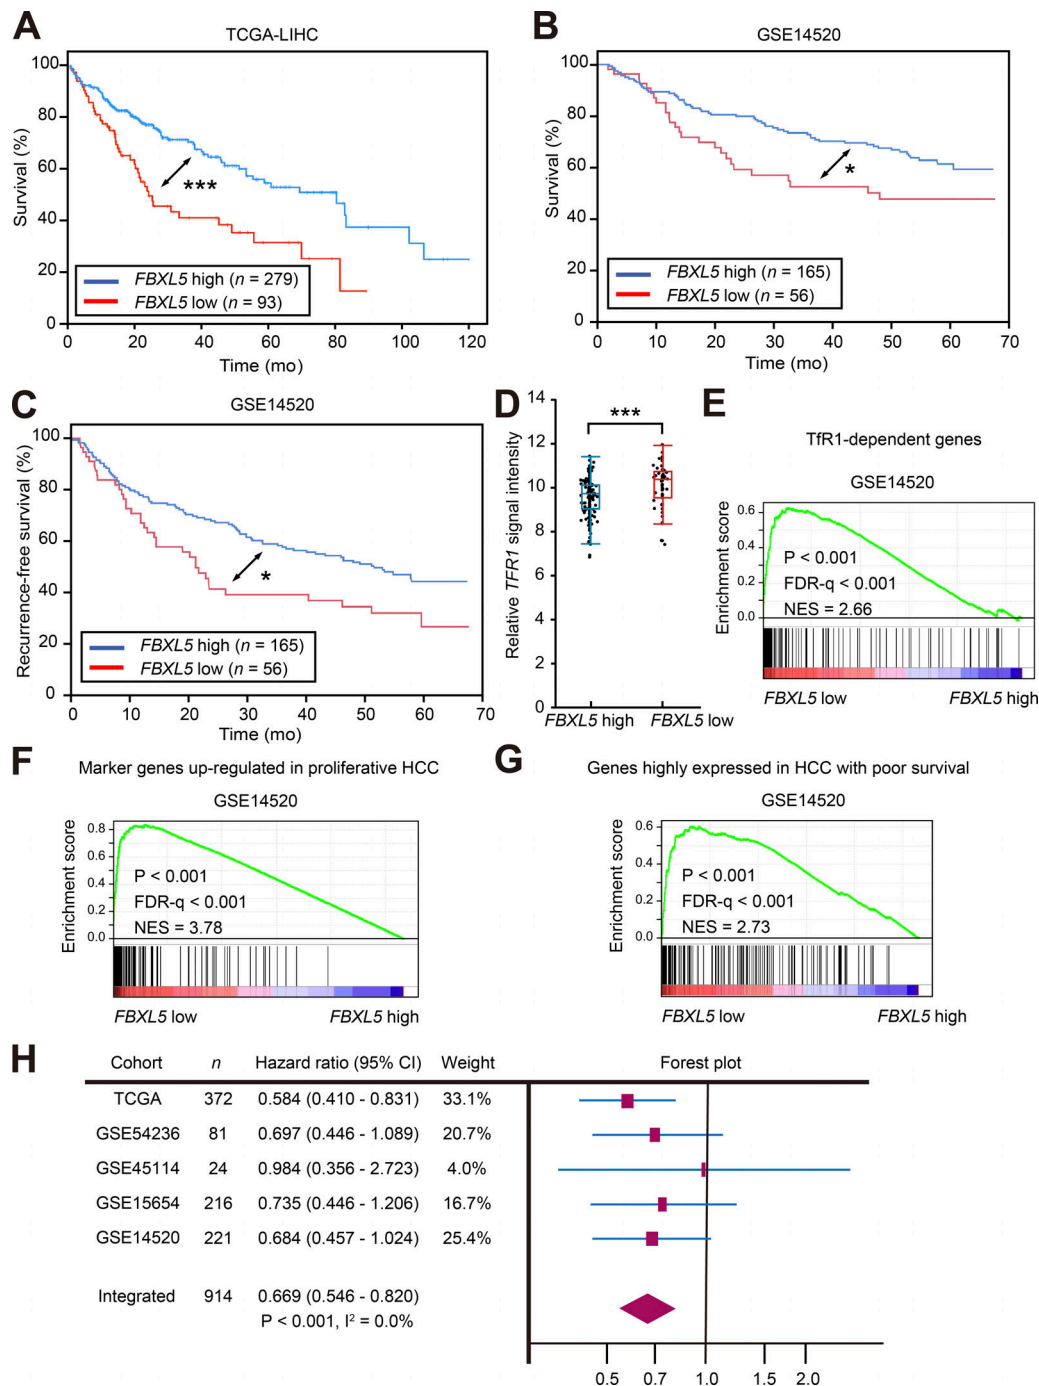 A
TCGA-LIHC
Survival (%)
100
80
60
40
20
0
***
FBXL5 high (n = 279)
FBXL5 low (n = 93)
0 20 40 60 80 100 120
Time (mo)
B
GSE14520
Survival (%)
100
80
60
40
20
0
*
FBXL5 high (n = 165)
FBXL5 low (n = 56)
0 10 20 30 40 50 60 70
Time (mo)
C
GSE14520
Recurrence-free survival (%)
100
80
60
40
20
0
*
FBXL5 high (n = 165)
FBXL5 low (n = 56)
0 10 20 30 40 50 60 70
Time (mo)
D
Relative TFR1 signal intensity
14
12
10
8
6
4
2
0
***
FBXL5 high FBXL5 low
E
TfR1-dependent genes
GSE14520
Enrichment score
0.6
0.4
0.2
0.0
P < 0.001
FDR-q < 0.001
NES = 2.66
FBXL5 low FBXL5 high
F
Marker genes up-regulated in proliferative HCC
GSE14520
Enrichment score
0.8
0.6
0.4
0.2
0.0
P < 0.001
FDR-q < 0.001
NES = 3.78
FBXL5 low FBXL5 high
G
Genes highly expressed in HCC with poor survival
GSE14520
Enrichment score
0.6
0.4
0.2
0.0
P < 0.001
FDR-q < 0.001
NES = 2.73
FBXL5 low FBXL5 high
H
Cohort n Hazard ratio (95% CI) Weight Forest plot
TCGA 372 0.584 (0.410 - 0.831) 33.1%
GSE54236 81 0.697 (0.446 - 1.089) 20.7%
GSE45114 24 0.984 (0.356 - 2.723) 4.0%
GSE15654 216 0.735 (0.446 - 1.206) 16.7%
GSE14520 221 0.684 (0.457 - 1.024) 25.4%
Integrated 914 0.669 (0.546 - 0.820)
P < 0.001, I² = 0.0%
0.5 0.7 1.0 1.5 2.0